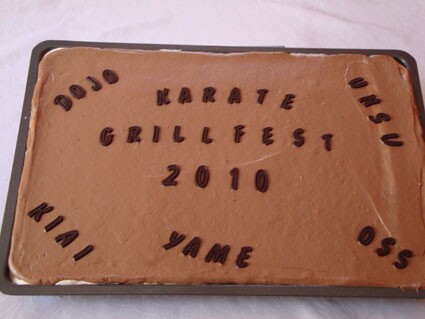 DOJO
KARATE
UNSU
GRILLFEST
2010
KIAI
YAME
OSS